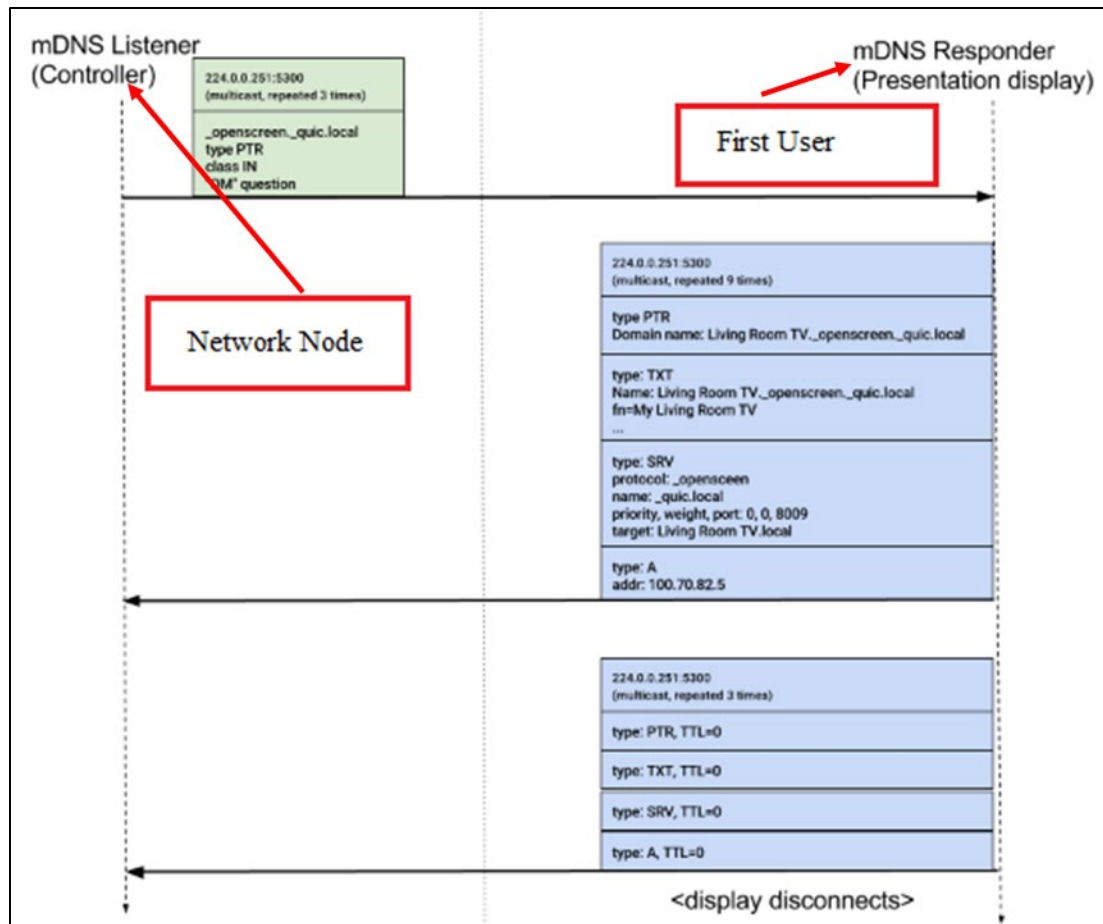 mDNS Listener
(Controller)
224.0.0.251:5300
(multicast, repeated 3 times)
_openscreen._quic.local
type PTR
class IN
QM" question
mDNS Responder
(Presentation display)
First User
Network Node
224.0.0.251:5300
(multicast, repeated 9 times)
type PTR
Domain name: Living Room TV._openscreen._quic.local
type: TXT
Name: Living Room TV._openscreen._quic.local
fn=My Living Room TV
...
type: SRV
protocol: _opensceen
name: _quic.local
priority, weight, port: 0, 0, 8009
target: Living Room TV.local
type: A
addr: 100.70.82.5
224.0.0.251:5300
(multicast, repeated 3 times)
type: PTR, TTL=0
type: TXT, TTL=0
type: SRV, TTL=0
type: A, TTL=0
<display disconnects>